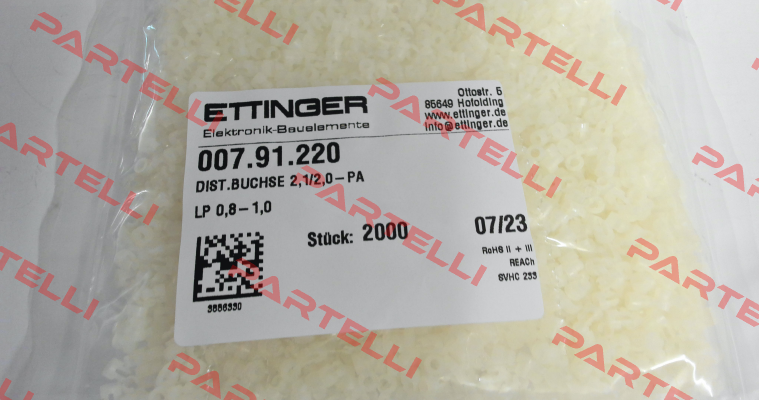 ETTINGER
Elektronik-Bauelemente
Ottostr. 5
85649 Hofolding
www.ettinger.de
info@ettinger.de
007.91.220
DIST.BUCHSE 2,1/2,0-PA
LP 0,8-1,0
Stück: 2000
07/23
RoHS II + III
REACh
SVHC 233
3886330
PARTELLI
PARTELLI
PARTELLI
PARTELLI
PARTELLI
PARTELLI
PARTELLI